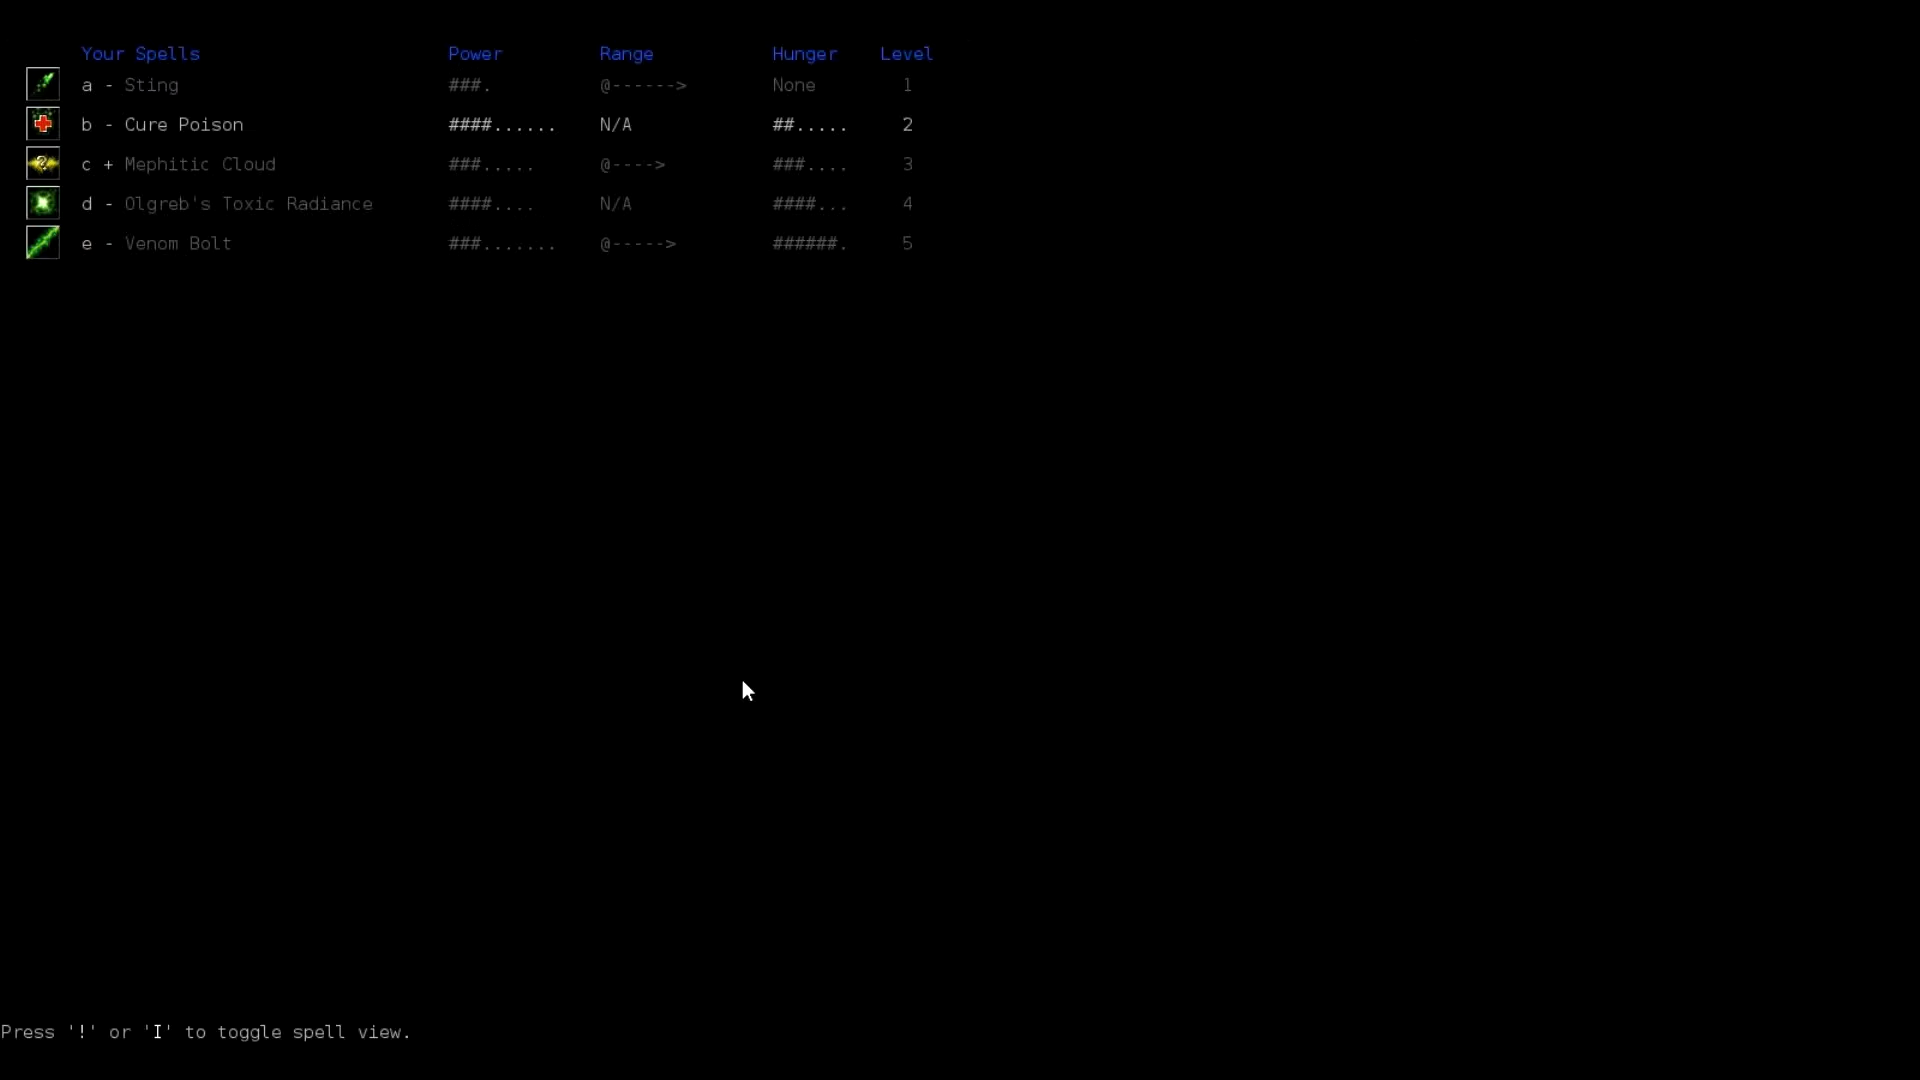 Your Spells Power Range Hunger Level
a - Sting ###. @------> None 1
b - Cure Poison ####...... N/A ##..... 2
c + Mephitic Cloud ###..... @----> ###.... 3
d - Olgreb's Toxic Radiance ####.... N/A ####... 4
e - Venom Bolt ###....... @-----> ######. 5
Press '!' or 'I' to toggle spell view.